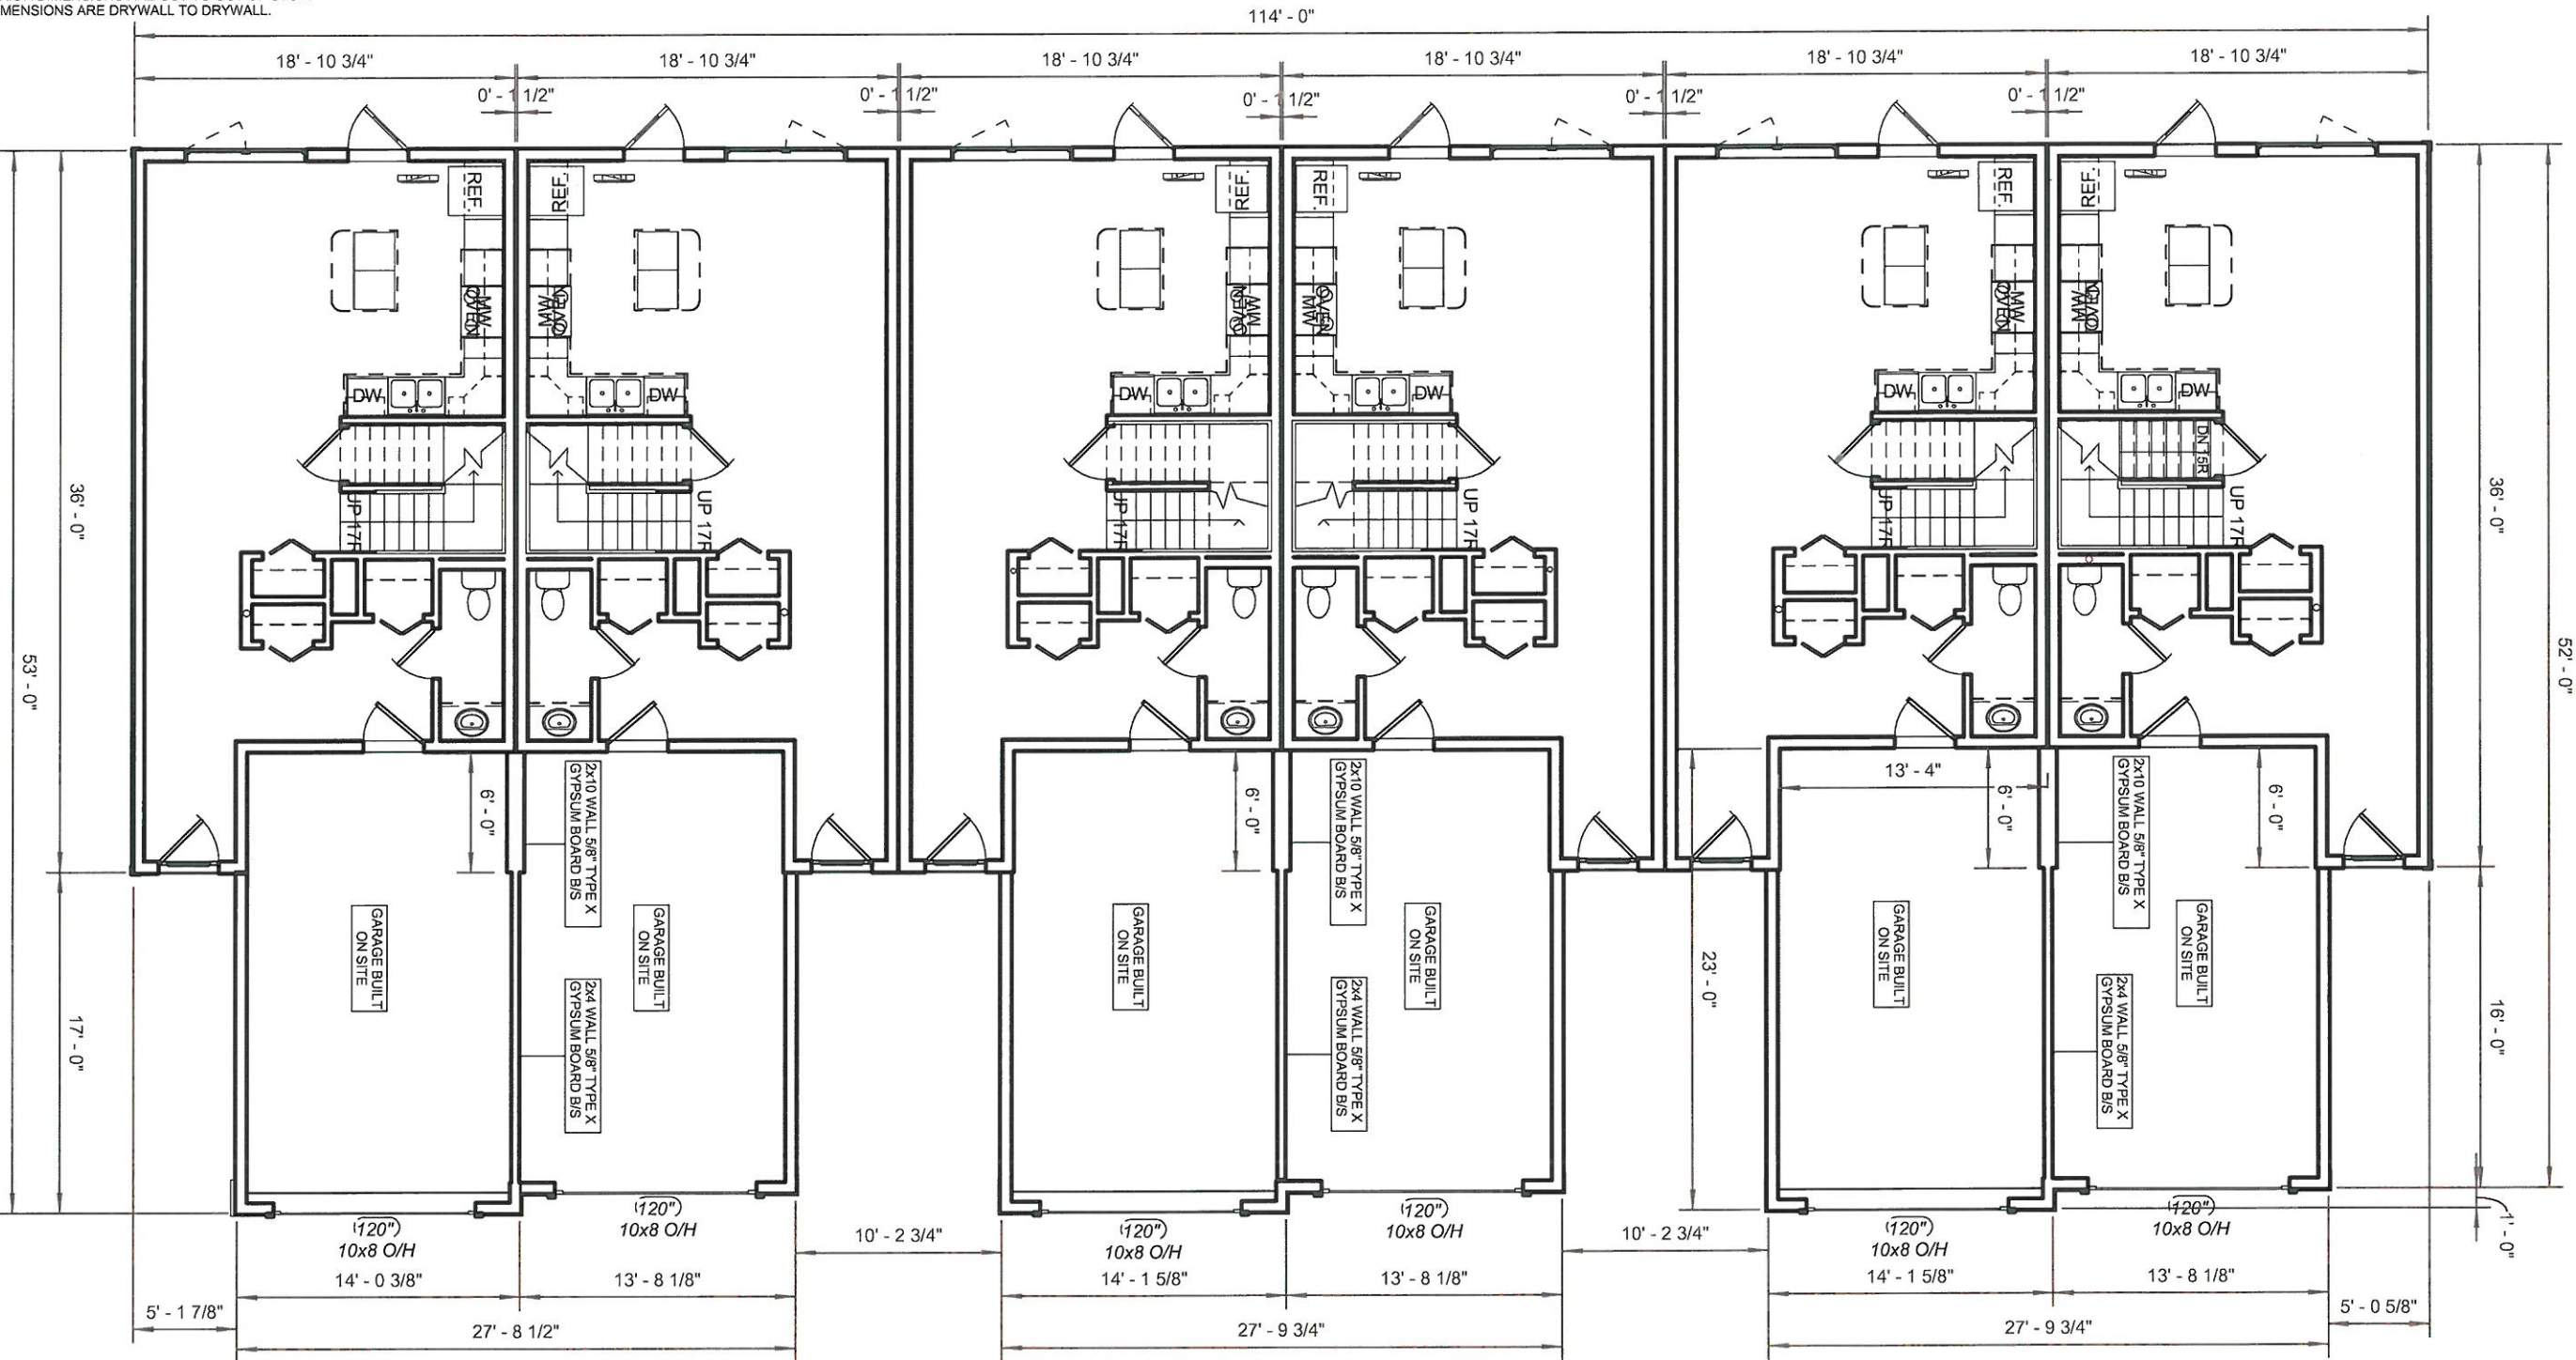 MENSIONS ARE DRYWALL TO DRYWALL.
114' - 0"
18' - 10 3/4"
18' - 10 3/4"
18' - 10 3/4"
18' - 10 3/4"
18' - 10 3/4"
18' - 10 3/4"
0' - 1 1/2"
0' - 1 1/2"
0' - 1 1/2"
0' - 1 1/2"
0' - 1 1/2"
REF.
REF.
REF.
REF.
REF.
REF.
OVEN
MW
OVEN
MW
OVEN
MW
OVEN
MW
OVEN
MW
OVEN
MW
DW
DW
DW
DW
DW
DW
DN 15R
UP 17R
UP 17R
UP 17R
UP 17R
UP 17R
UP 17R
36' - 0"
53' - 0"
17' - 0"
36' - 0"
52' - 0"
16' - 0"
1' - 0"
6' - 0"
6' - 0"
13' - 4"
6' - 0"
6' - 0"
23' - 0"
2x10 WALL 5/8" TYPE X
GYPSUM BOARD B/S
2x10 WALL 5/8" TYPE X
GYPSUM BOARD B/S
2x10 WALL 5/8" TYPE X
GYPSUM BOARD B/S
GARAGE BUILT
ON SITE
GARAGE BUILT
ON SITE
GARAGE BUILT
ON SITE
GARAGE BUILT
ON SITE
GARAGE BUILT
ON SITE
GARAGE BUILT
ON SITE
2x4 WALL 5/8" TYPE X
GYPSUM BOARD B/S
2x4 WALL 5/8" TYPE X
GYPSUM BOARD B/S
2x4 WALL 5/8" TYPE X
GYPSUM BOARD B/S
(120")
10x8 O/H
(120")
10x8 O/H
(120")
10x8 O/H
(120")
10x8 O/H
(120")
10x8 O/H
(120")
10x8 O/H
10' - 2 3/4"
10' - 2 3/4"
14' - 0 3/8"
13' - 8 1/8"
14' - 1 5/8"
13' - 8 1/8"
14' - 1 5/8"
13' - 8 1/8"
5' - 1 7/8"
5' - 0 5/8"
27' - 8 1/2"
27' - 9 3/4"
27' - 9 3/4"